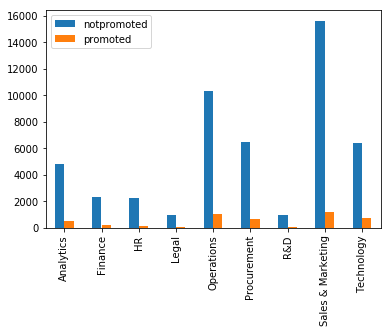 notpromoted
promoted
16000
14000
12000
10000
8000
6000
4000
2000
0
Analytics
Finance
HR
Legal
Operations
Procurement
R&D
Sales & Marketing
Technology